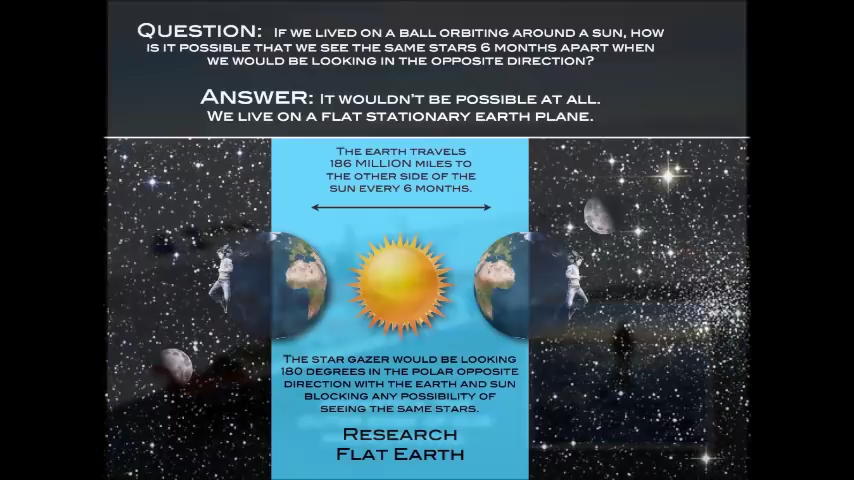 QUESTION: IF WE LIVED ON A BALL ORBITING AROUND A SUN, HOW
IS IT POSSIBLE THAT WE SEE THE SAME STARS 6 MONTHS APART WHEN
WE WOULD BE LOOKING IN THE OPPOSITE DIRECTION?
ANSWER: IT WOULDN'T BE POSSIBLE AT ALL.
WE LIVE ON A FLAT STATIONARY EARTH PLANE.
THE EARTH TRAVELS
186 MILLION MILES TO
THE OTHER SIDE OF THE
SUN EVERY 6 MONTHS.
THE STAR GAZER WOULD BE LOOKING
180 DEGREES IN THE POLAR OPPOSITE
DIRECTION WITH THE EARTH AND SUN
BLOCKING ANY POSSIBILITY OF
SEEING THE SAME STARS.
RESEARCH
FLAT EARTH